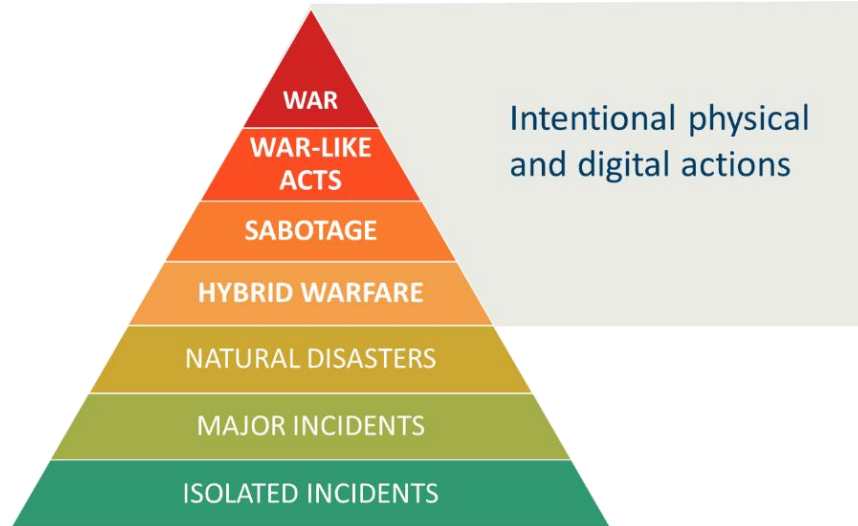 WAR
WAR-LIKE
ACTS
SABOTAGE
HYBRID WARFARE
NATURAL DISASTERS
MAJOR INCIDENTS
ISOLATED INCIDENTS
Intentional physical
and digital actions